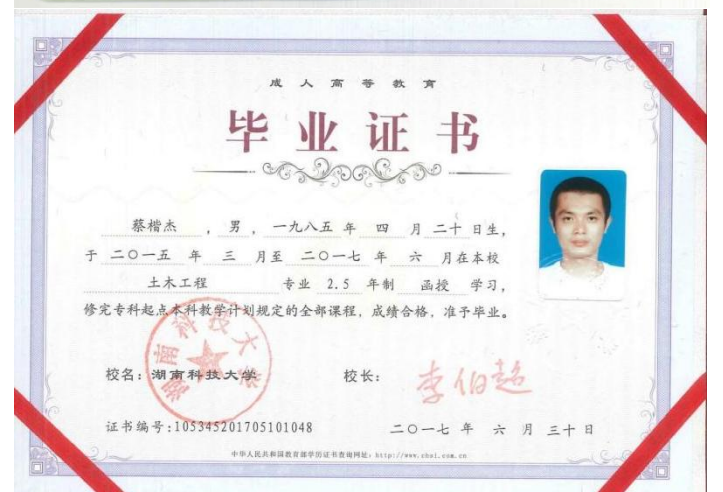 成人高等教育
毕业证书
蔡楷杰,男,一九八五年四月二十日生,
于二〇一五年三月至二〇一七年六月在本校
土木工程 专业 2.5 年制 函授 学习,
修完专科起点本科教学计划规定的全部课程,成绩合格,准予毕业。
校名:湖南科技大学 校长:李伯超
湖南科技大学
证书编号:105345201705101048 二〇一七年六月三十日
中华人民共和国教育部学历证书查询网址:http://www.chsi.com.cn